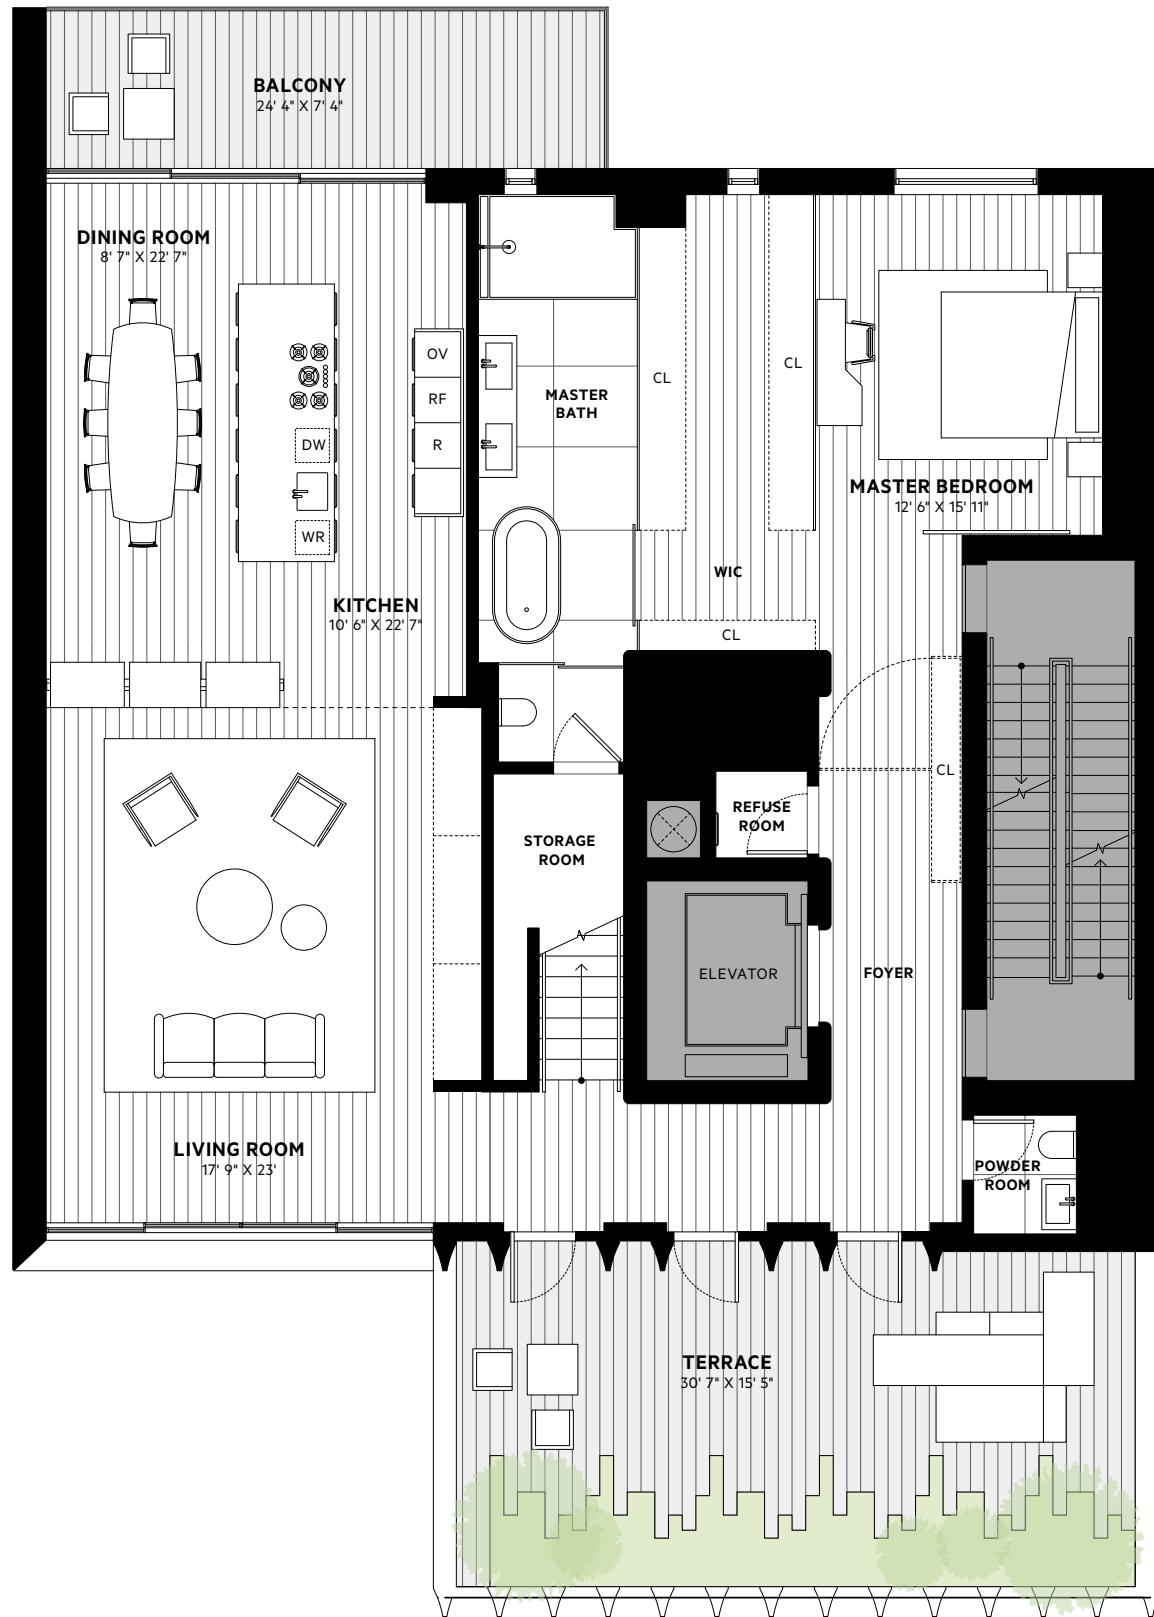 BALCONY
24' 4" X 7' 4"
DINING ROOM
8' 7" X 22' 7"
OV
RF
R
DW
WR
KITCHEN
10' 6" X 22' 7"
MASTER
BATH
CL
CL
MASTER BEDROOM
12' 6" X 15' 11"
WIC
CL
CL
REFUSE
ROOM
STORAGE
ROOM
ELEVATOR
FOYER
LIVING ROOM
17' 9" X 23'
POWDER
ROOM
TERRACE
30' 7" X 15' 5"